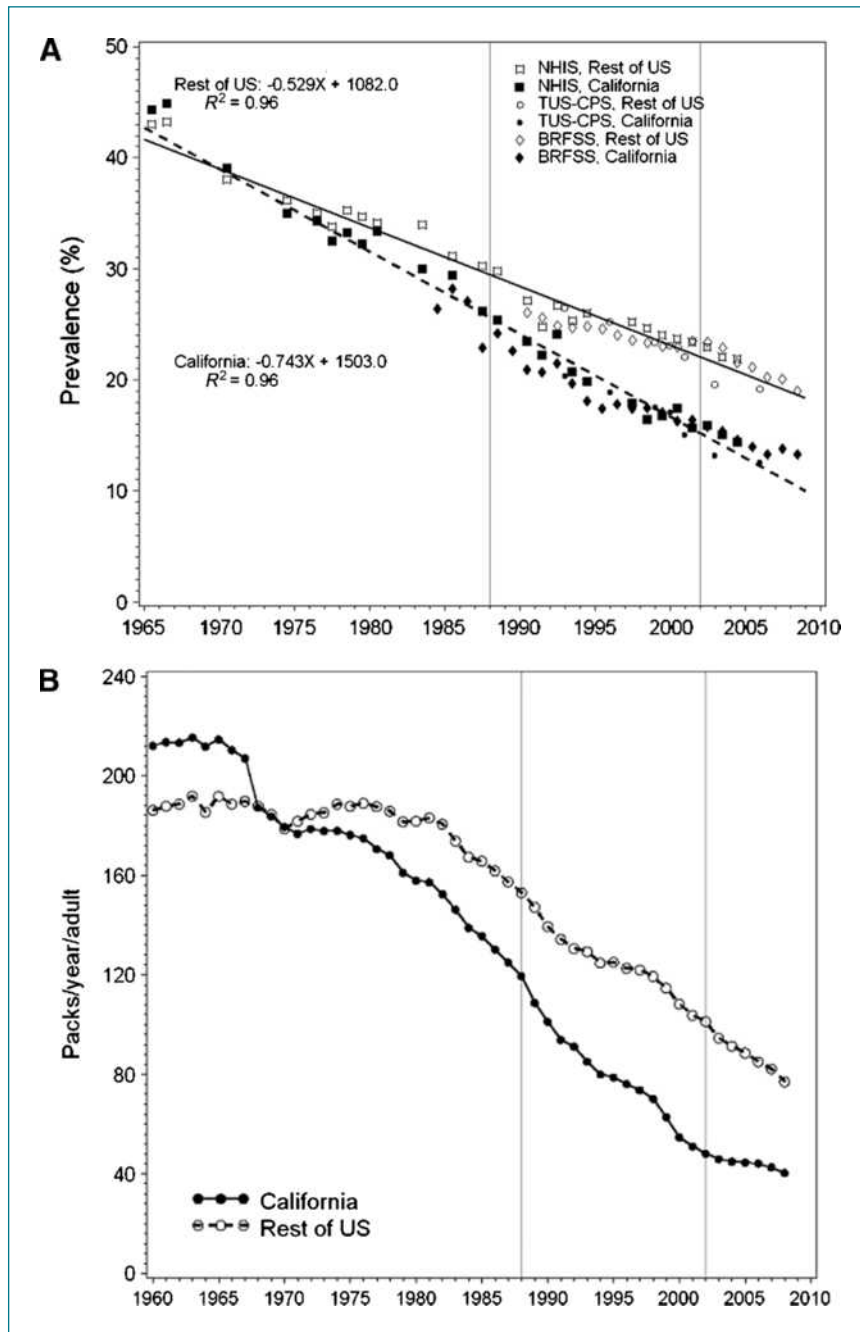 A
50
40
30
20
10
0
Prevalence (%)
Rest of US: -0.529X + 1082.0
R² = 0.96
NHIS, Rest of US
NHIS, California
TUS-CPS, Rest of US
TUS-CPS, California
BRFSS, Rest of US
BRFSS, California
California: -0.743X + 1503.0
R² = 0.96
1965 1970 1975 1980 1985 1990 1995 2000 2005 2010
B
240
200
160
120
80
40
0
Packs/year/adult
California
Rest of US
1960 1965 1970 1975 1980 1985 1990 1995 2000 2005 2010